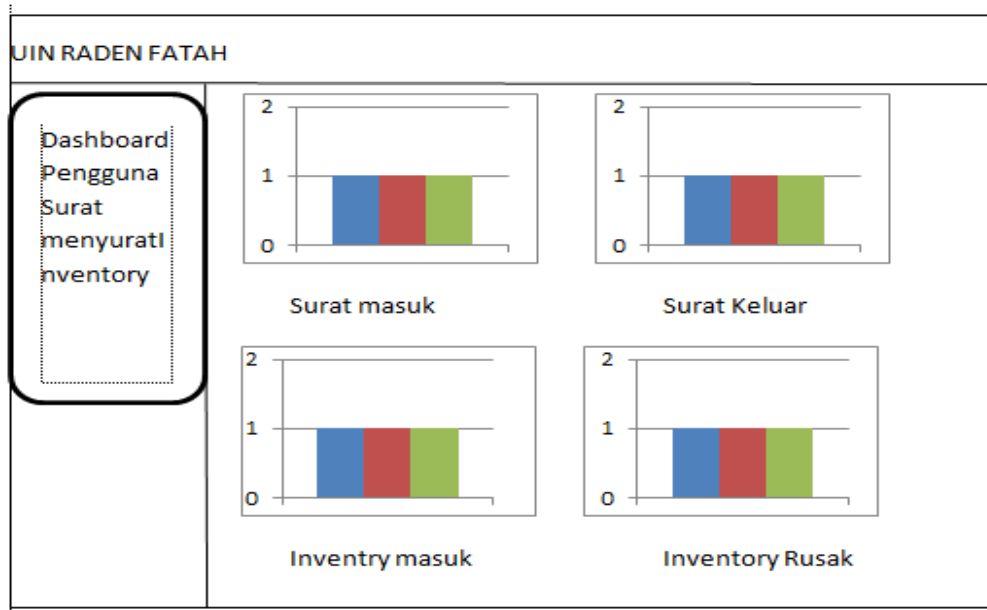 UIN RADEN FATAH
Dashboard
Pengguna
Surat
menyuratI
nventory
2
1
0
Surat masuk
2
1
0
Surat Keluar
2
1
0
Inventry masuk
2
1
0
Inventory Rusak